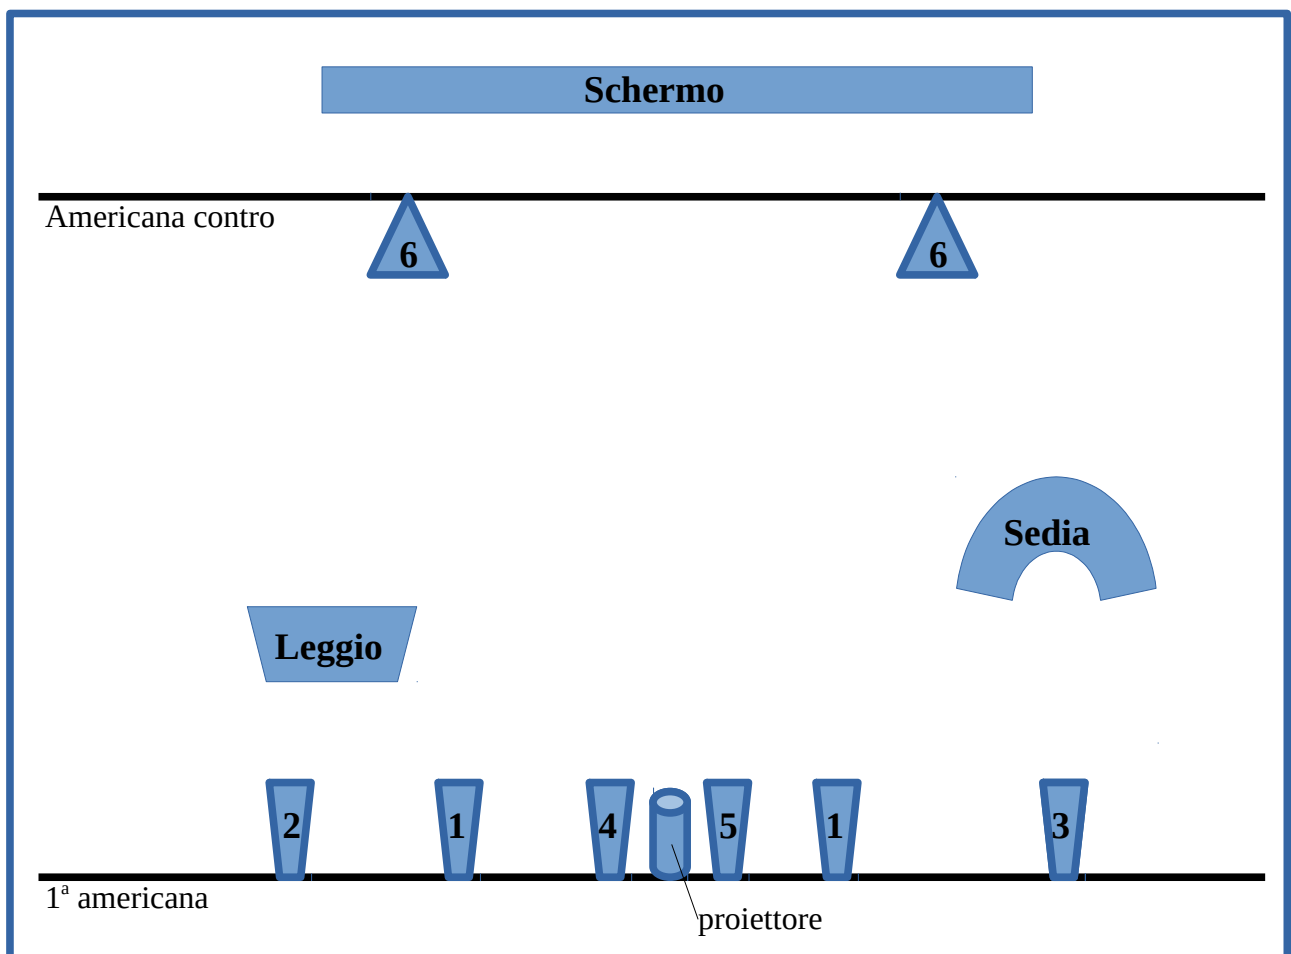 Schermo
Americana contro
6
6
Sedia
Leggio
2
1
4
5
1
3
1ª americana
proiettore